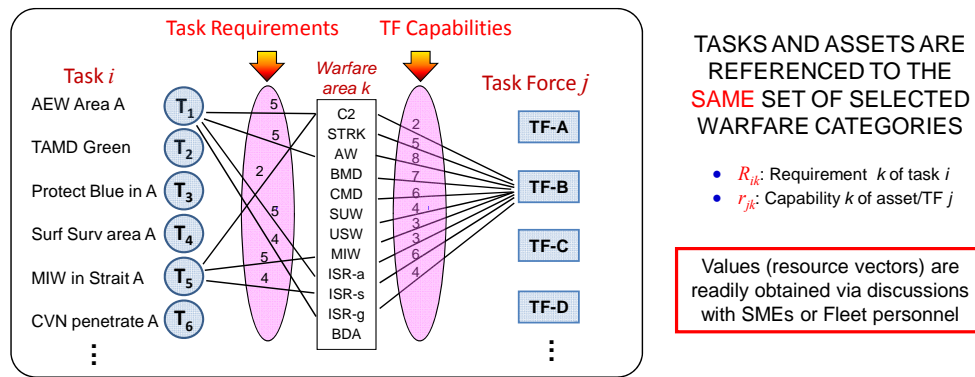 Task Requirements
TF Capabilities
Task i
Warfare
area k
Task Force j
AEW Area A
T1
TAMD Green
T2
Protect Blue in A
T3
Surf Surv area A
T4
MIW in Strait A
T5
CVN penetrate A
T6
5
5
2
5
4
5
4
C2
STRK
AW
BMD
CMD
SUW
USW
MIW
ISR-a
ISR-s
ISR-g
BDA
2
5
8
7
6
4
3
3
6
4
TF-A
TF-B
TF-C
TF-D
TASKS AND ASSETS ARE
REFERENCED TO THE
SAME SET OF SELECTED
WARFARE CATEGORIES
• Rik: Requirement k of task i
• rjk: Capability k of asset/TF j
Values (resource vectors) are
readily obtained via discussions
with SMEs or Fleet personnel